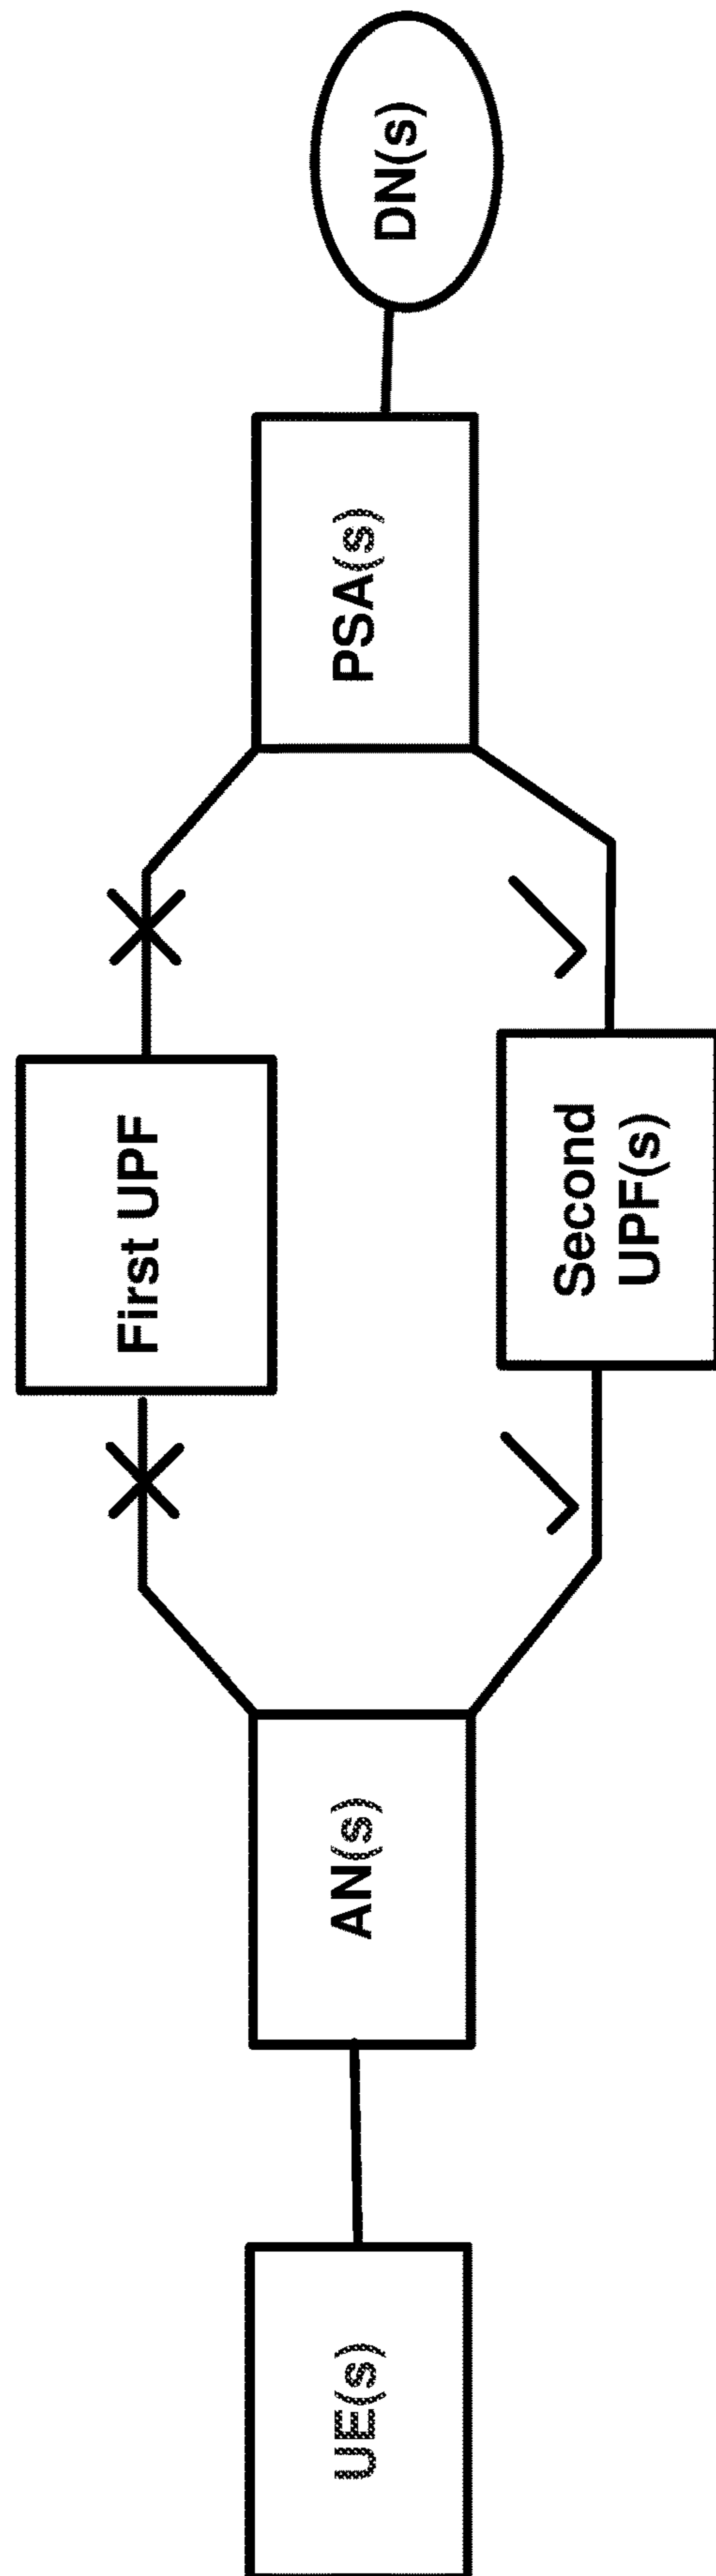 UE(s)
AN(s)
First UPF
Second
UPF(s)
PSA(s)
DN(s)